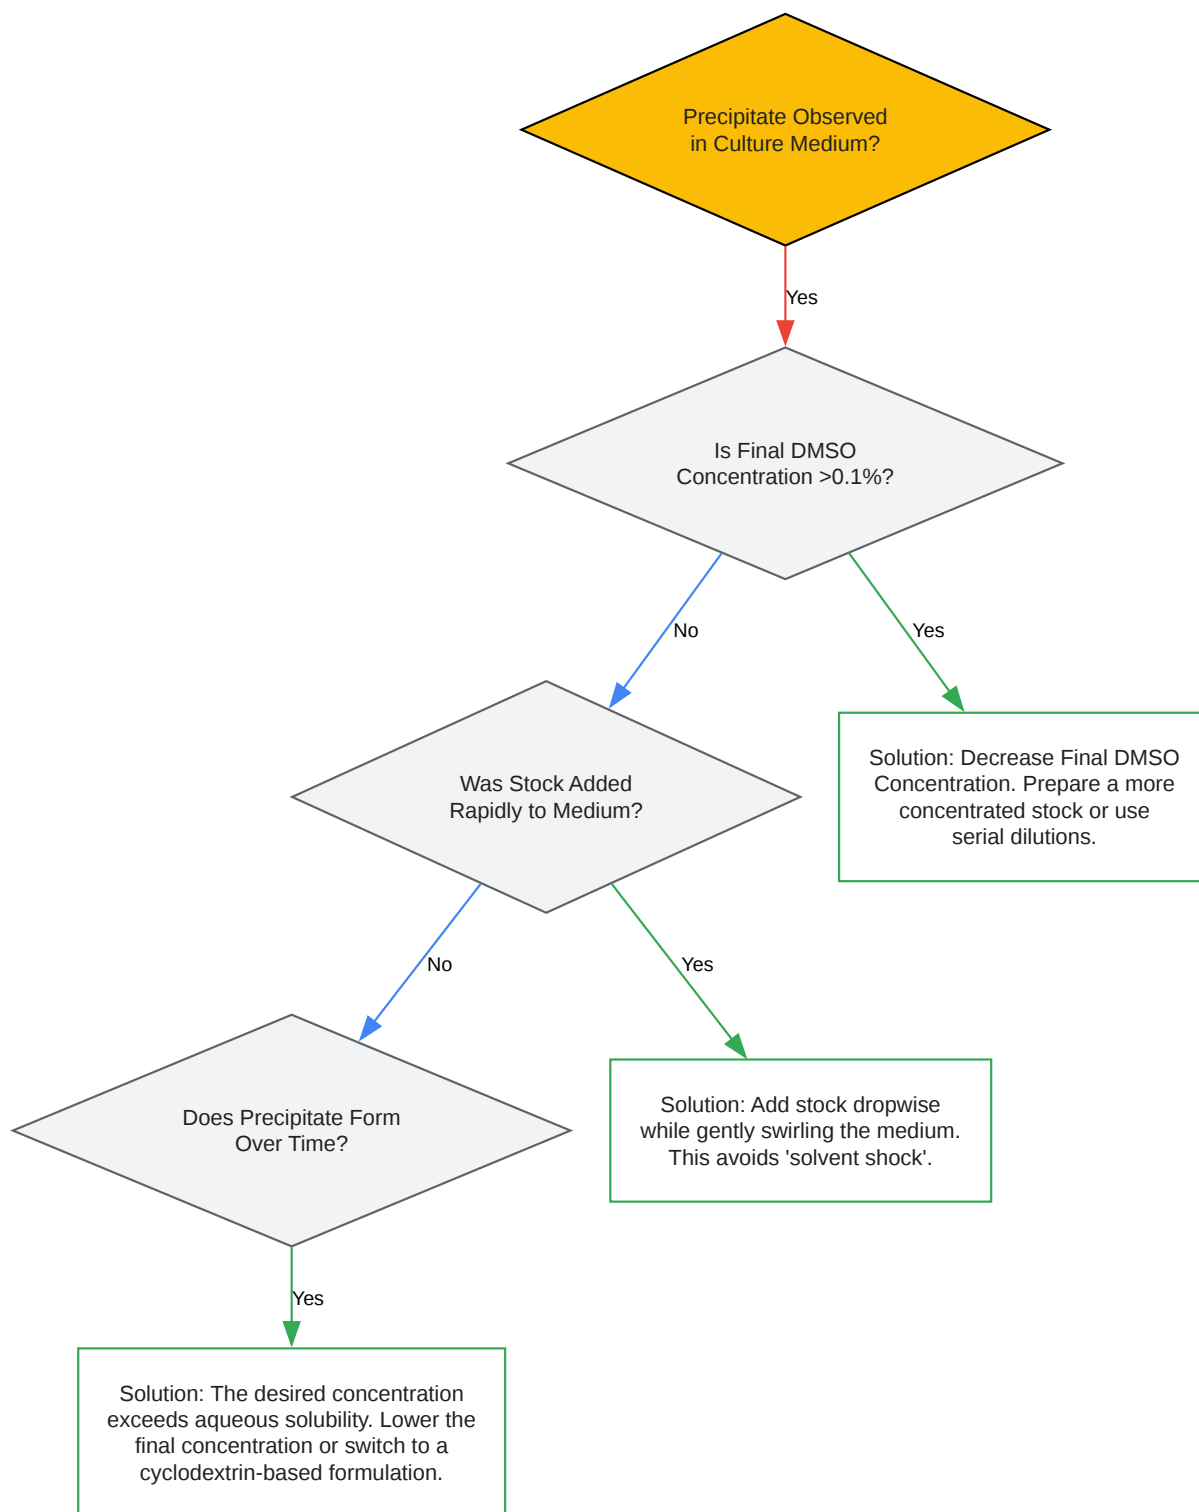 Precipitate Observed
in Culture Medium?
Yes
Is Final DMSO
Concentration >0.1%?
No
Yes
Was Stock Added
Rapidly to Medium?
Solution: Decrease Final DMSO
Concentration. Prepare a more
concentrated stock or use
serial dilutions.
No
Yes
Does Precipitate Form
Over Time?
Solution: Add stock dropwise
while gently swirling the medium.
This avoids 'solvent shock'.
Yes
Solution: The desired concentration
exceeds aqueous solubility. Lower the
final concentration or switch to a
cyclodextrin-based formulation.